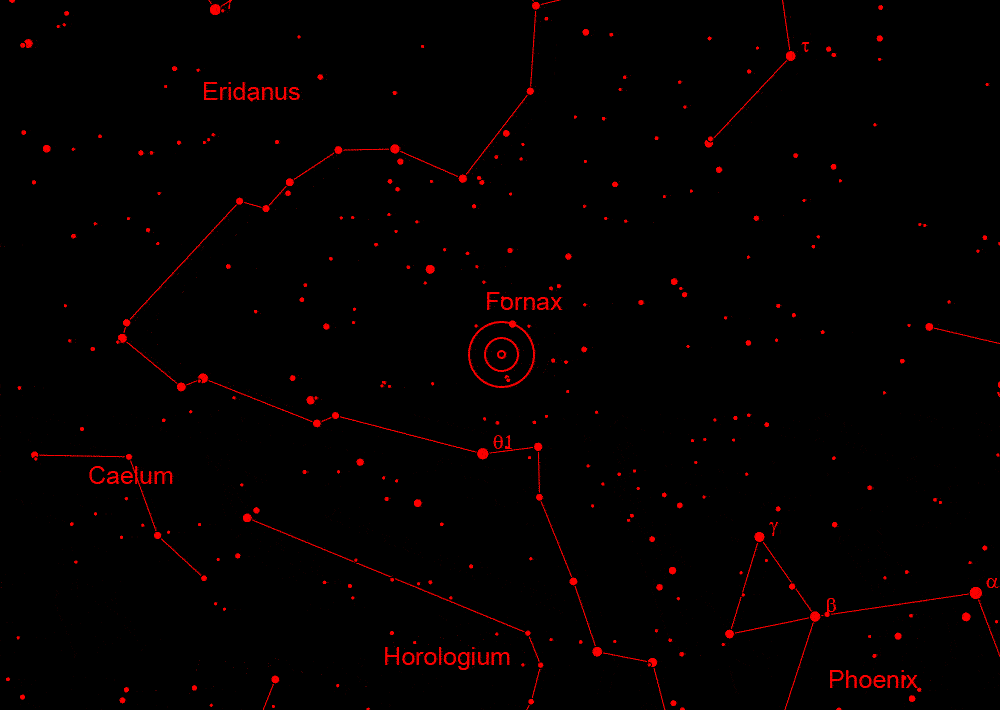 τ
Eridanus
Fornax
θ1
Caelum
γ
α
β
Horologium
Phoenix